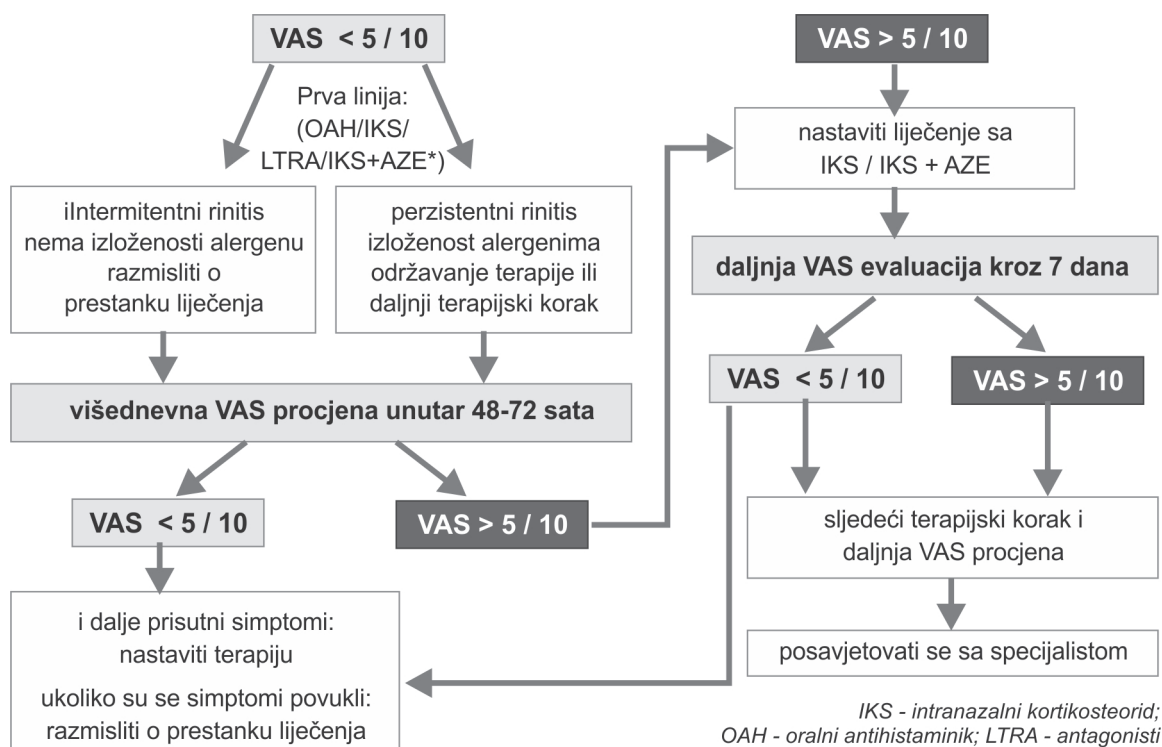 VAS < 5 / 10
Prva linija:
(OAH/IKS/
LTRA/IKS+AZE*)
iIntermitentni rinitis
nema izloženosti alergenu
razmisliti o
prestanku liječenja
perzistentni rinitis
izloženost alergenima
održavanje terapije ili
daljnji terapijski korak
višednevna VAS procjena unutar 48-72 sata
VAS < 5 / 10
VAS > 5 / 10
i dalje prisutni simptomi:
nastaviti terapiju
ukoliko su se simptomi povukli:
razmisliti o prestanku liječenja
VAS > 5 / 10
nastaviti liječenje sa
IKS / IKS + AZE
daljnja VAS evaluacija kroz 7 dana
VAS < 5 / 10
VAS > 5 / 10
sljedeći terapijski korak i
daljnja VAS procjena
posavjetovati se sa specijalistom
IKS - intranazalni kortikosteorid;
OAH - oralni antihistaminik; LTRA - antagonisti